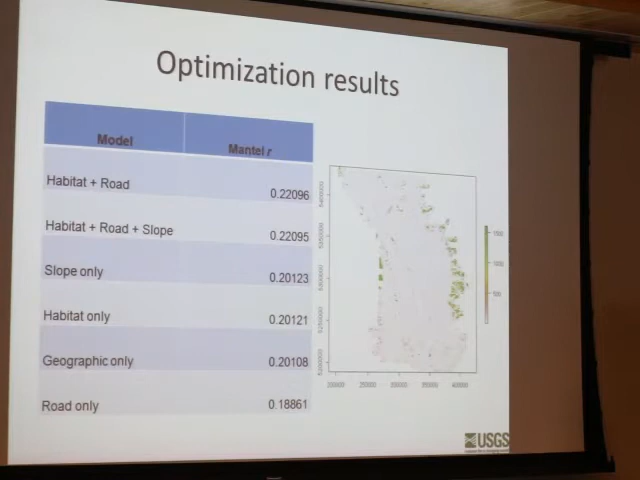 Optimization results
Model Mantel r
Habitat + Road 0.22096
Habitat + Road + Slope 0.22095
Slope only 0.20123
Habitat only 0.20121
Geographic only 0.20108
Road only 0.18861
USGS